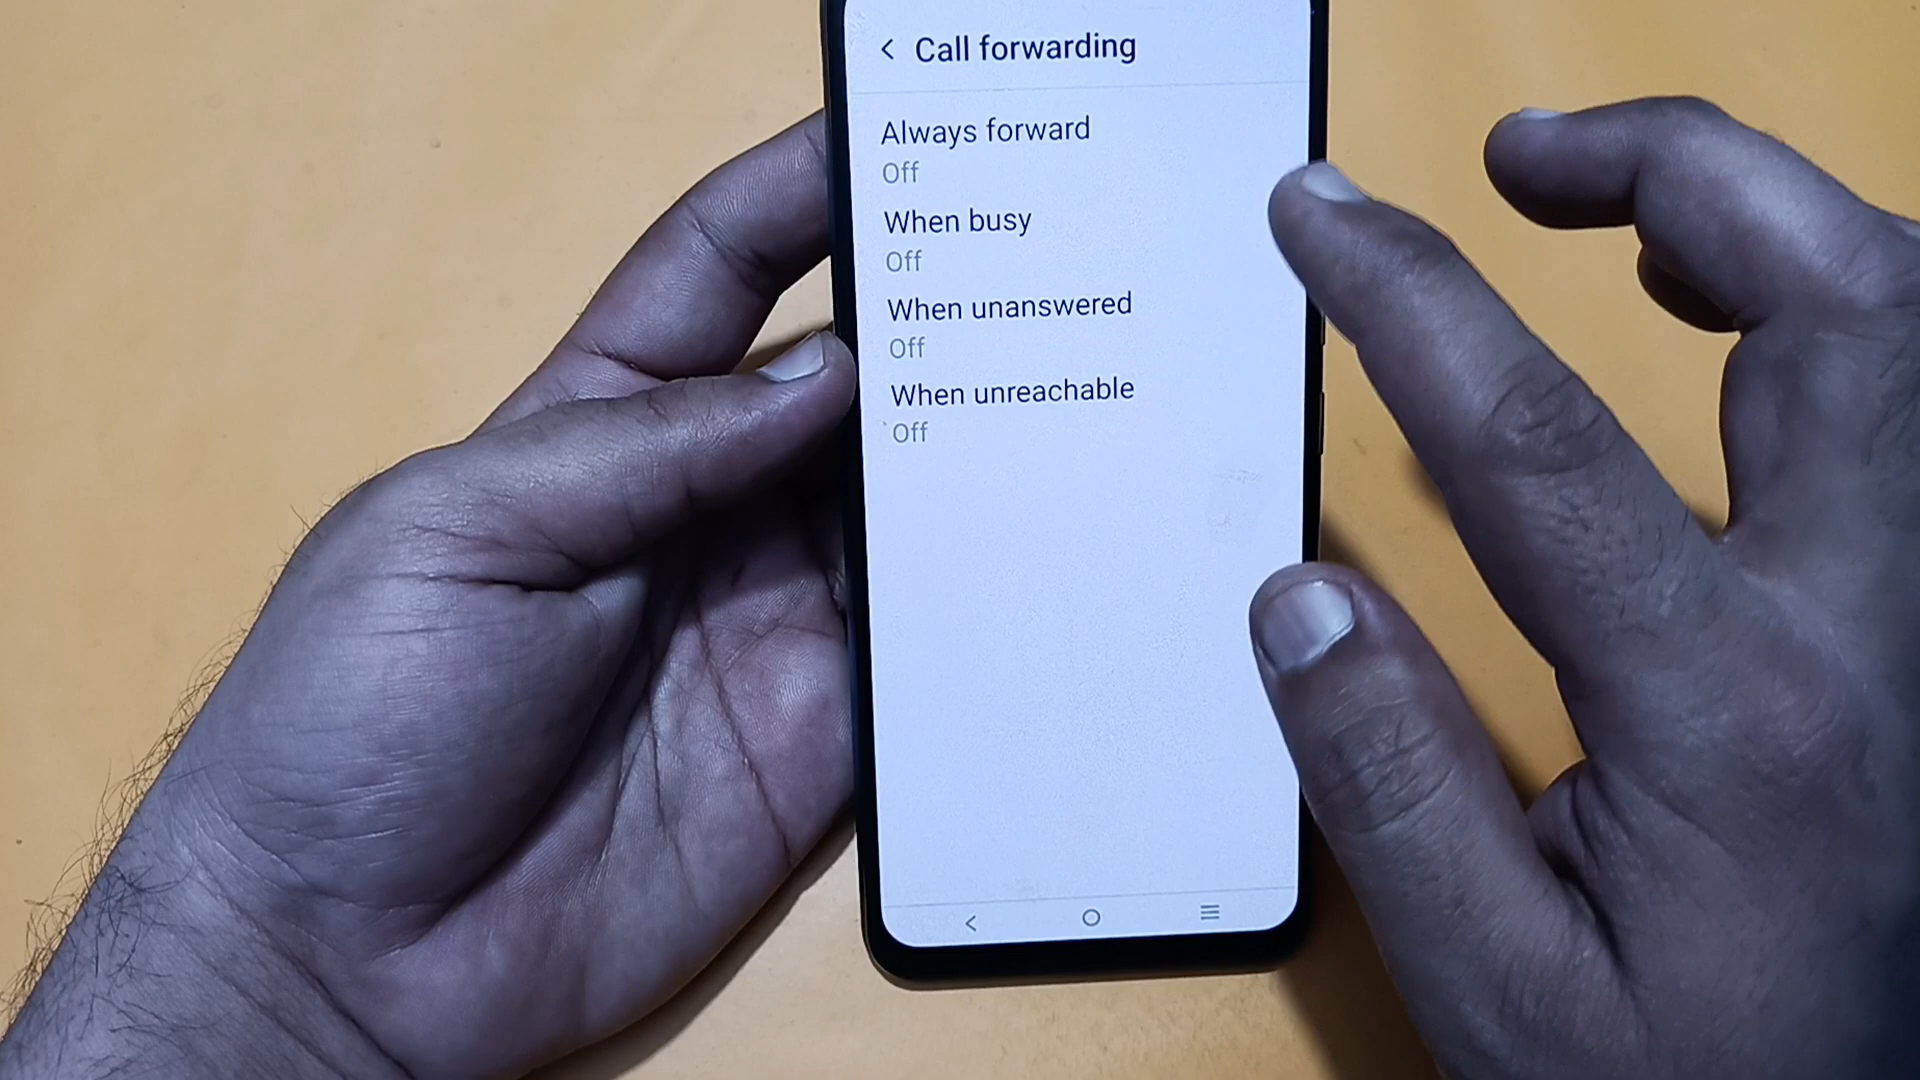 Call forwarding
Always forward
Off
When busy
Off
When unanswered
Off
When unreachable
Off